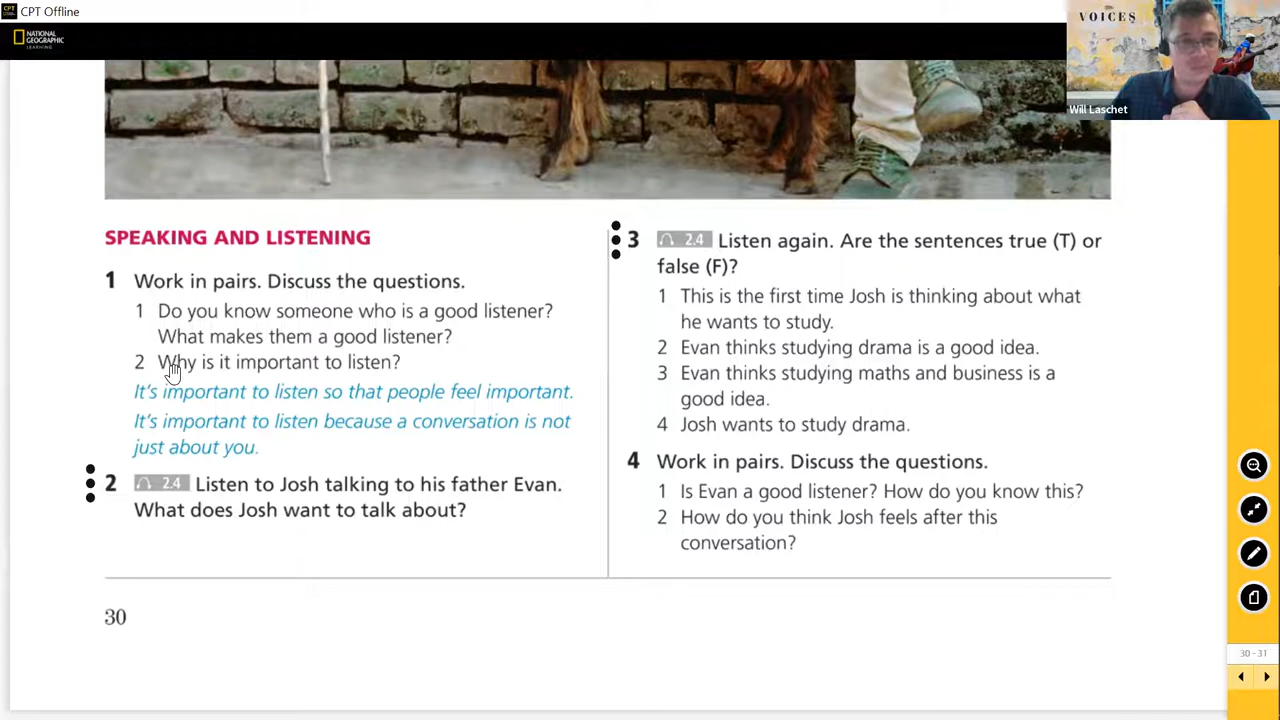 CPT Offline
NATIONAL
GEOGRAPHIC
LEARNING
VOICES
Will Laschet
SPEAKING AND LISTENING
1 Work in pairs. Discuss the questions.
1 Do you know someone who is a good listener?
What makes them a good listener?
2 Why is it important to listen?
It's important to listen so that people feel important.
It's important to listen because a conversation is not
just about you.
2 2.4 Listen to Josh talking to his father Evan.
What does Josh want to talk about?
30
3 2.4 Listen again. Are the sentences true (T) or
false (F)?
1 This is the first time Josh is thinking about what
he wants to study.
2 Evan thinks studying drama is a good idea.
3 Evan thinks studying maths and business is a
good idea.
4 Josh wants to study drama.
4 Work in pairs. Discuss the questions.
1 Is Evan a good listener? How do you know this?
2 How do you think Josh feels after this
conversation?
30 - 31